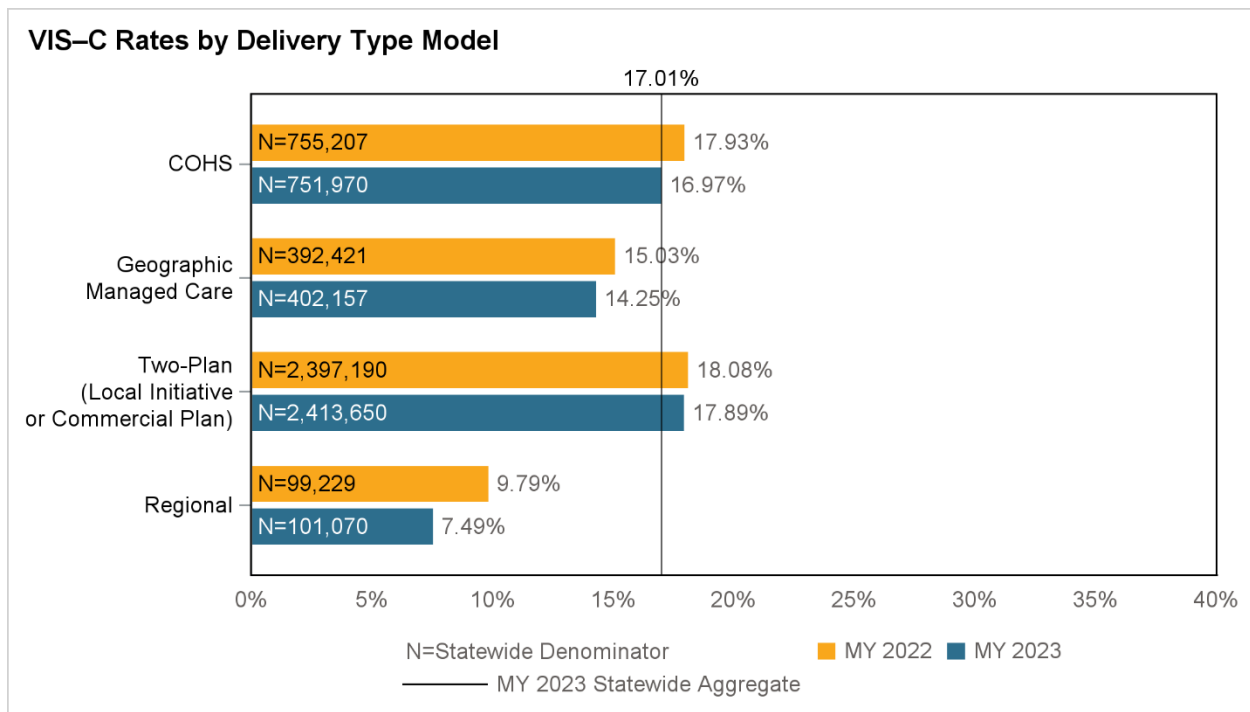 VIS–C Rates by Delivery Type Model
17.01%
COHS
N=755,207
17.93%
N=751,970
16.97%
Geographic
Managed Care
N=392,421
15.03%
N=402,157
14.25%
Two-Plan
(Local Initiative
or Commercial Plan)
N=2,397,190
18.08%
N=2,413,650
17.89%
Regional
N=99,229
9.79%
N=101,070
7.49%
0% 5% 10% 15% 20% 25% 30% 35% 40%
N=Statewide Denominator MY 2022 MY 2023
MY 2023 Statewide Aggregate